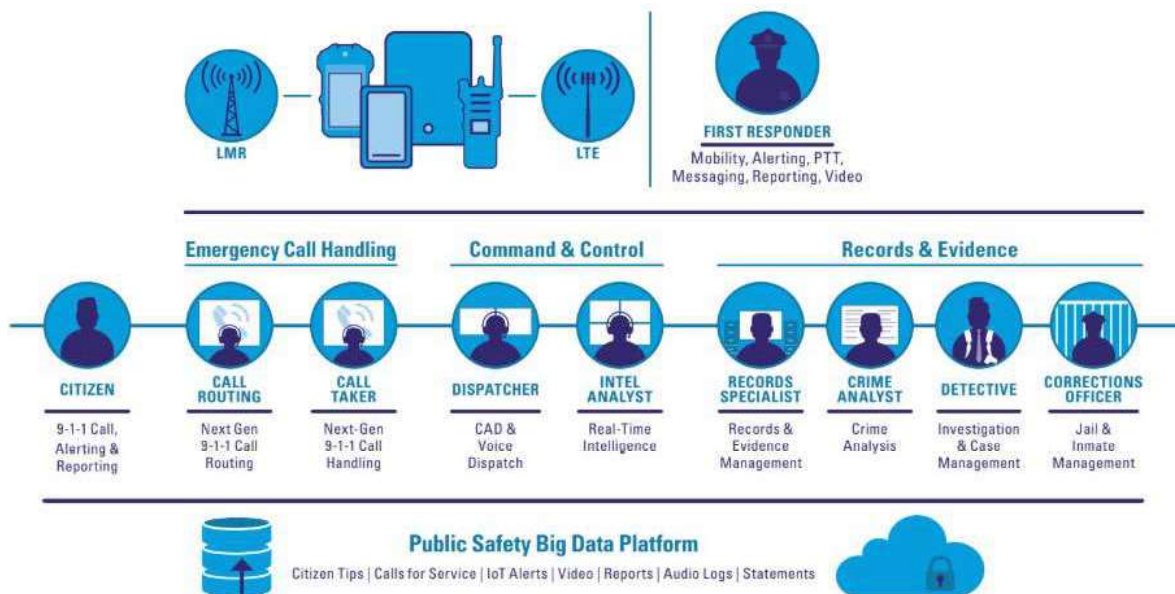 LMR
LTE
FIRST RESPONDER
Mobility, Alerting, PTT,
Messaging, Reporting, Video
Emergency Call Handling
Command & Control
Records & Evidence
CITIZEN
9-1-1 Call,
Alerting &
Reporting
CALL
ROUTING
Next Gen
9-1-1 Call
Routing
CALL
TAKER
Next-Gen
9-1-1 Call
Handling
DISPATCHER
CAD &
Voice
Dispatch
INTEL
ANALYST
Real-Time
Intelligence
RECORDS
SPECIALIST
Records &
Evidence
Management
CRIME
ANALYST
Crime
Analysis
DETECTIVE
Investigation
& Case
Management
CORRECTIONS
OFFICER
Jail &
Inmate
Management
Public Safety Big Data Platform
Citizen Tips | Calls for Service | IoT Alerts | Video | Reports | Audio Logs | Statements